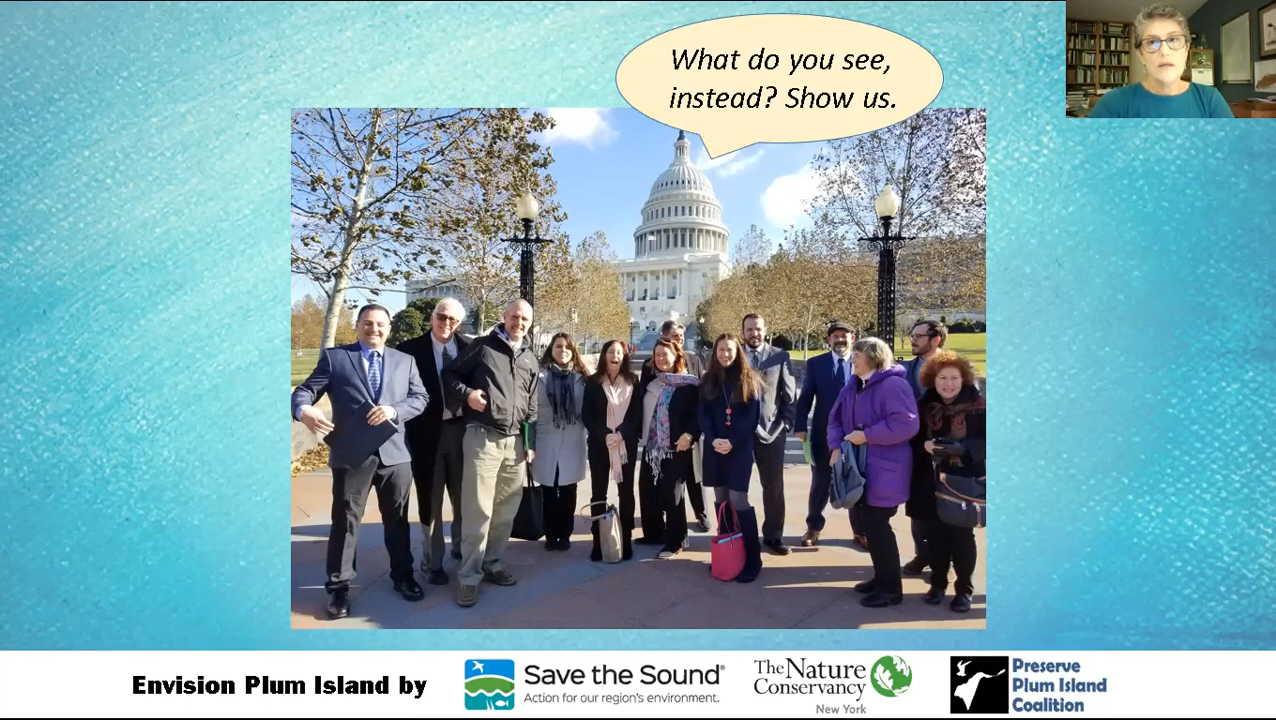 What do you see,
instead? Show us.
Envision Plum Island by
Save the Sound®
Action for our region's environment.
The Nature
Conservancy
New York
Preserve
Plum Island
Coalition